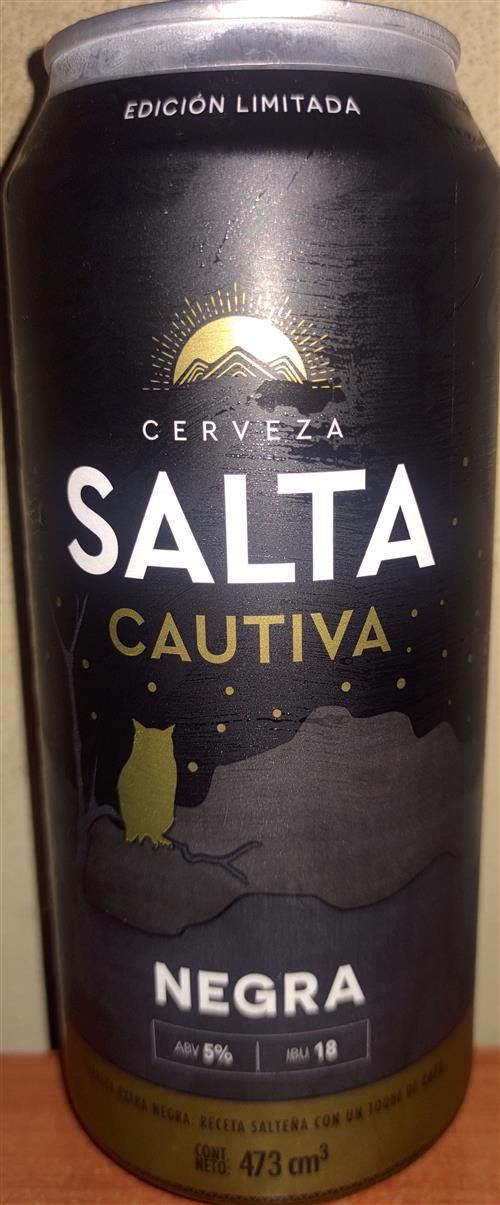 EDICIÓN LIMITADA
CERVEZA
SALTA
CAUTIVA
NEGRA
ABV 5% IBU 18
EXTRA NEGRA. RECETA SALTEÑA CON UN TOQUE DE CAFÉ
CONT. NETO: 473 cm³